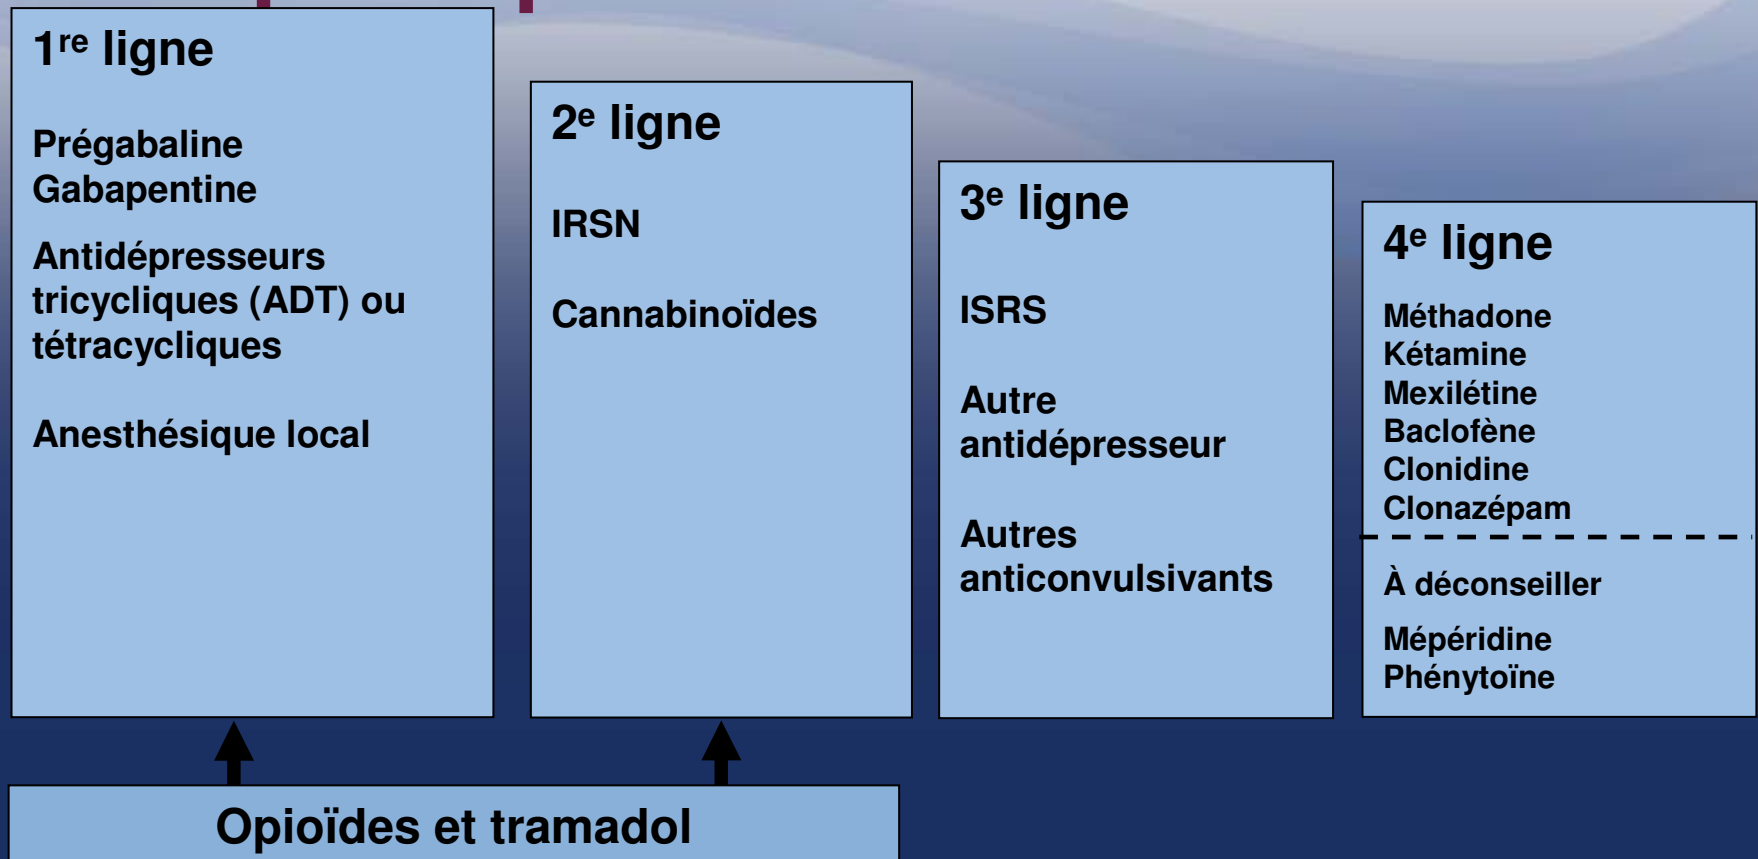 1re ligne
Prégabaline
Gabapentine
Antidépresseurs
tricycliques (ADT) ou
tétracycliques
Anesthésique local
2e ligne
IRSN
Cannabinoïdes
3e ligne
ISRS
Autre
antidépresseur
Autres
anticonvulsivants
4e ligne
Méthadone
Kétamine
Mexilétine
Baclofène
Clonidine
Clonazépam
À déconseiller
Mépéridine
Phénytoïne
Opioïdes et tramadol